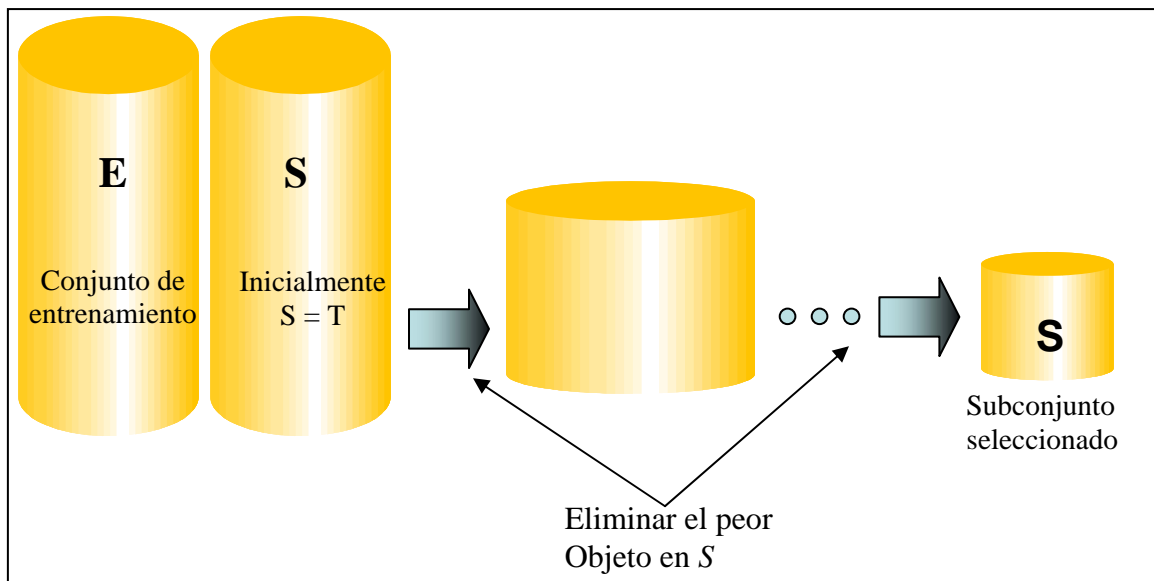 E
Conjunto de
entrenamiento
S
Inicialmente
S = T
S
Subconjunto
seleccionado
Eliminar el peor
Objeto en S